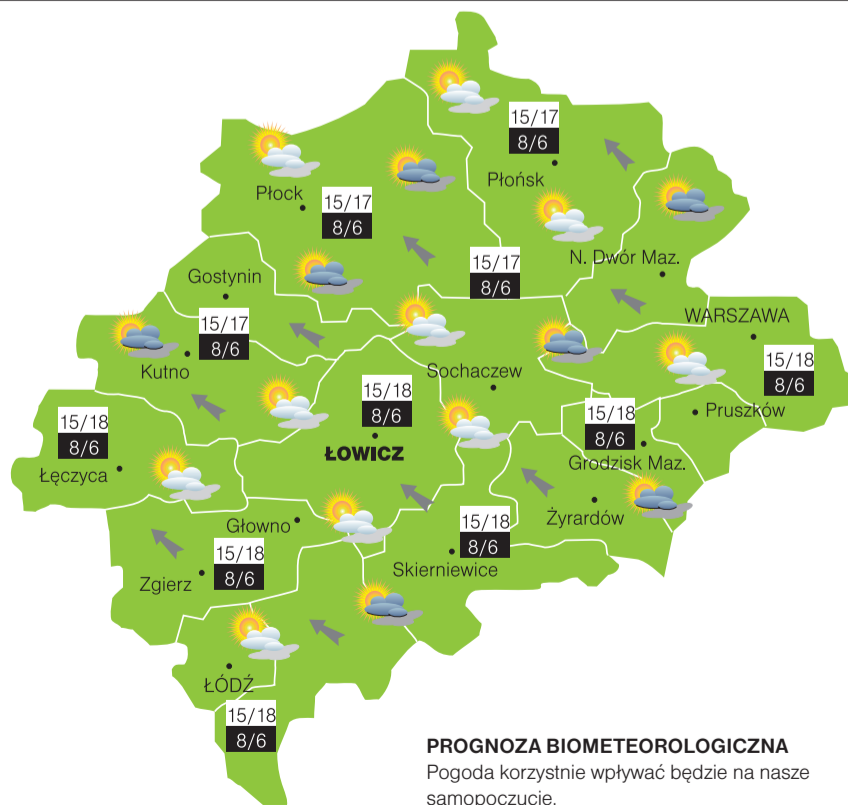 15/17
8/6
Płońsk
Płock
15/17
8/6
N. Dwór Maz.
15/17
8/6
Gostynin
15/17
8/6
Kutno
WARSZAWA
15/18
8/6
Sochaczew
15/18
8/6
ŁOWICZ
15/18
8/6
Pruszków
Grodzisk Maz.
15/18
8/6
Łęczyca
Żyrardów
Głowno
15/18
8/6
Skierniewice
15/18
8/6
Zgierz
ŁÓDŹ
15/18
8/6
PROGNOZA BIOMETEOROLOGICZNA
Pogoda korzystnie wpływać będzie na nasze
samopoczucie.